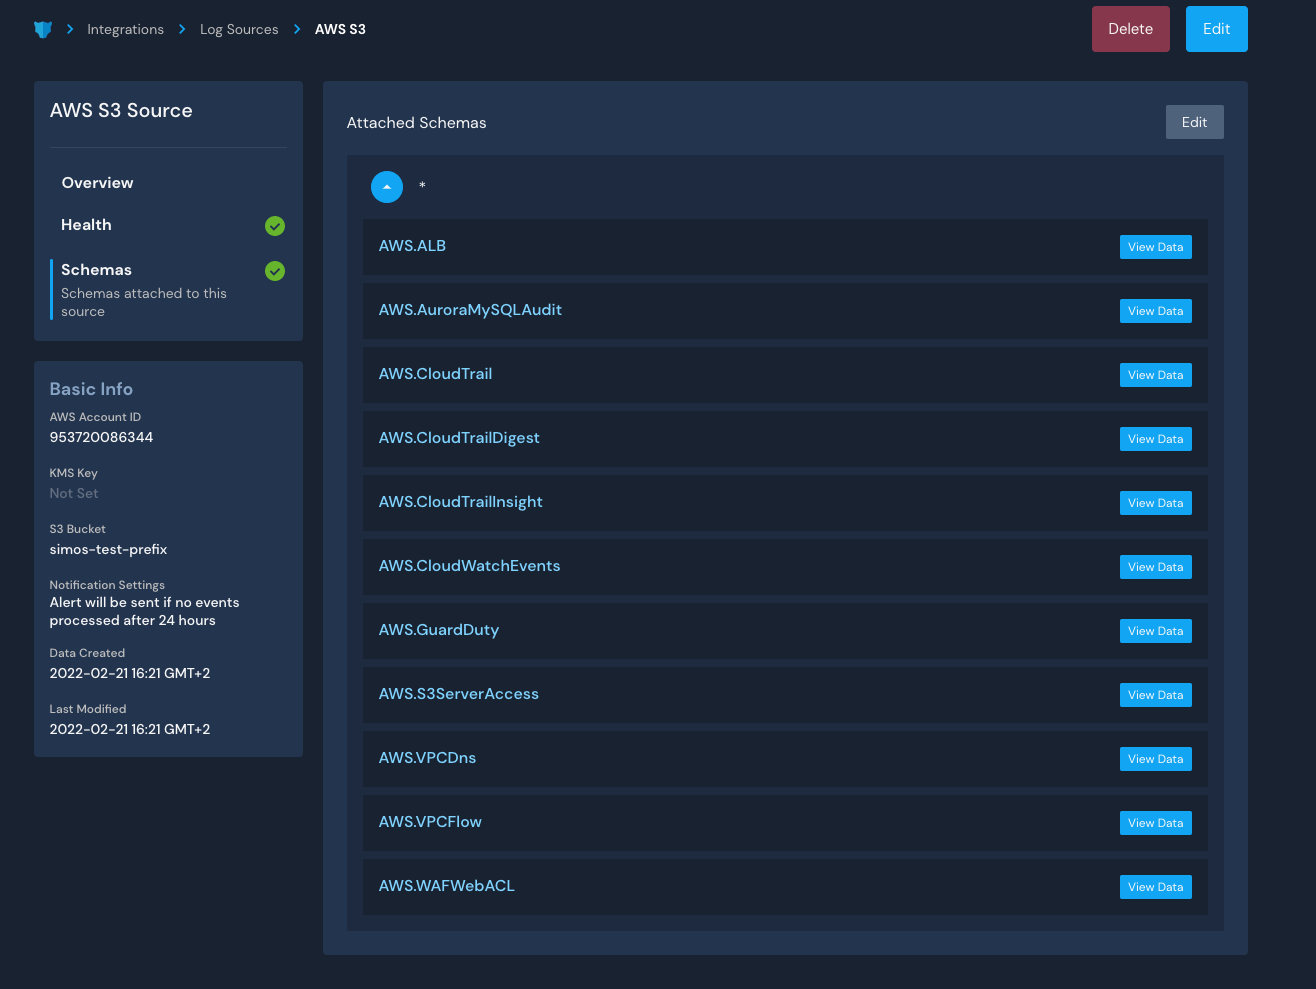 Integrations
Log Sources
AWS S3
Delete
Edit
AWS S3 Source
Overview
Health
Schemas
Schemas attached to this
source
Basic Info
AWS Account ID
953720086344
KMS Key
Not Set
S3 Bucket
simos-test-prefix
Notification Settings
Alert will be sent if no events
processed after 24 hours
Data Created
2022-02-21 16:21 GMT+2
Last Modified
2022-02-21 16:21 GMT+2
Attached Schemas
Edit
*
AWS.ALB
View Data
AWS.AuroraMySQLAudit
View Data
AWS.CloudTrail
View Data
AWS.CloudTrailDigest
View Data
AWS.CloudTrailInsight
View Data
AWS.CloudWatchEvents
View Data
AWS.GuardDuty
View Data
AWS.S3ServerAccess
View Data
AWS.VPCDns
View Data
AWS.VPCFlow
View Data
AWS.WAFWebACL
View Data